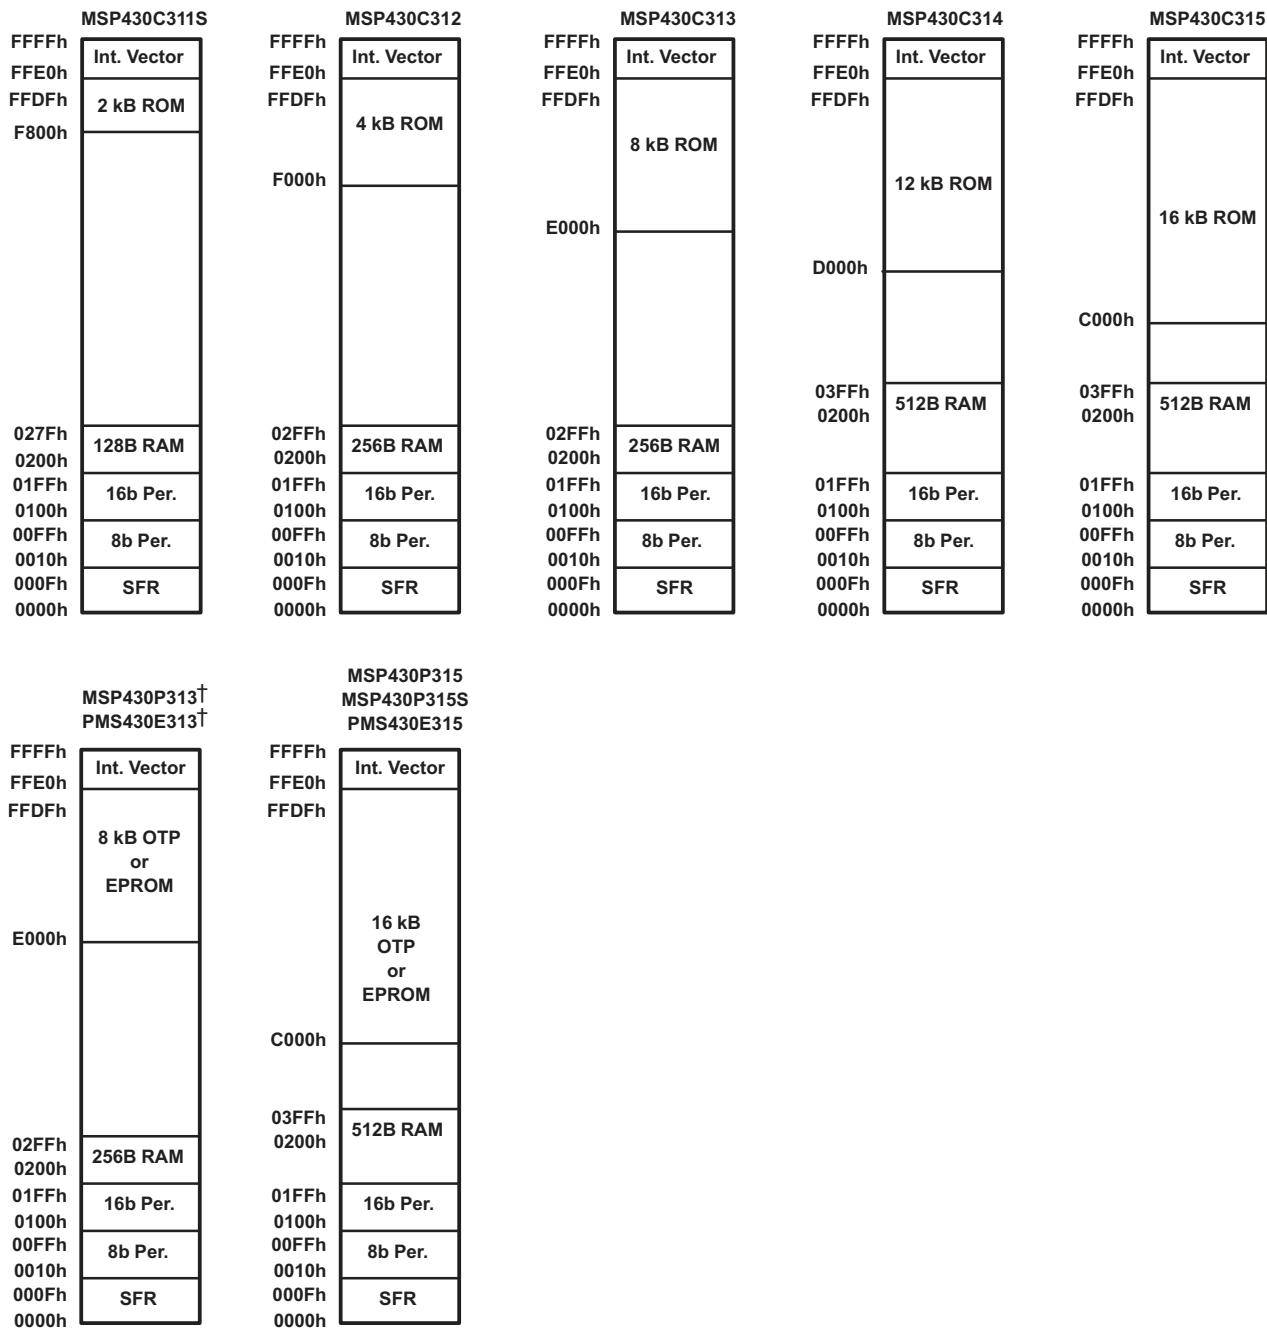 MSP430C311S
FFFFh
Int. Vector
FFE0h
FFDFh
2 kB ROM
F800h
027Fh
128B RAM
0200h
01FFh
16b Per.
0100h
00FFh
8b Per.
0010h
000Fh
SFR
0000h
MSP430C312
FFFFh
Int. Vector
FFE0h
FFDFh
4 kB ROM
F000h
02FFh
256B RAM
0200h
01FFh
16b Per.
0100h
00FFh
8b Per.
0010h
000Fh
SFR
0000h
MSP430C313
FFFFh
Int. Vector
FFE0h
FFDFh
8 kB ROM
E000h
02FFh
256B RAM
0200h
01FFh
16b Per.
0100h
00FFh
8b Per.
0010h
000Fh
SFR
0000h
MSP430C314
FFFFh
Int. Vector
FFE0h
FFDFh
12 kB ROM
D000h
03FFh
512B RAM
0200h
01FFh
16b Per.
0100h
00FFh
8b Per.
0010h
000Fh
SFR
0000h
MSP430C315
FFFFh
Int. Vector
FFE0h
FFDFh
16 kB ROM
C000h
03FFh
512B RAM
0200h
01FFh
16b Per.
0100h
00FFh
8b Per.
0010h
000Fh
SFR
0000h
MSP430P313†
PMS430E313†
FFFFh
Int. Vector
FFE0h
FFDFh
8 kB OTP
or
EPROM
E000h
02FFh
256B RAM
0200h
01FFh
16b Per.
0100h
00FFh
8b Per.
0010h
000Fh
SFR
0000h
MSP430P315
MSP430P315S
PMS430E315
FFFFh
Int. Vector
FFE0h
FFDFh
16 kB
OTP
or
EPROM
C000h
03FFh
512B RAM
0200h
01FFh
16b Per.
0100h
00FFh
8b Per.
0010h
000Fh
SFR
0000h